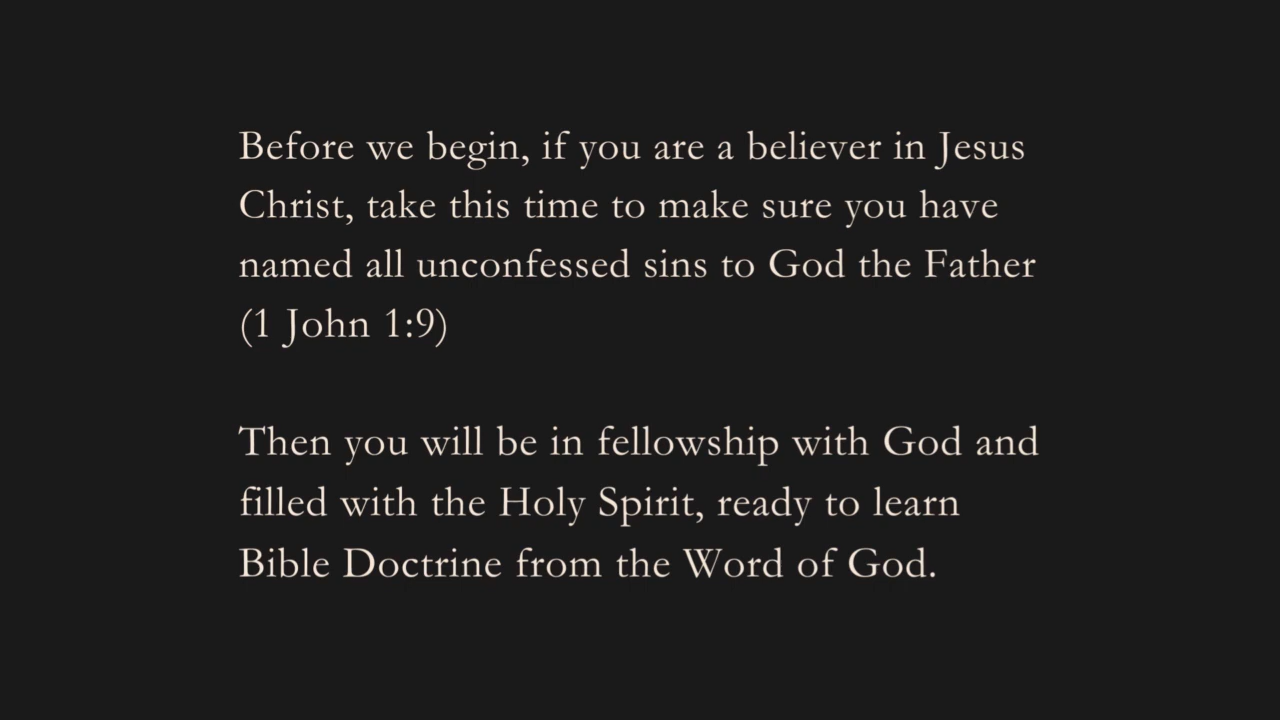 Before we begin, if you are a believer in Jesus
Christ, take this time to make sure you have
named all unconfessed sins to God the Father
(1 John 1:9)
Then you will be in fellowship with God and
filled with the Holy Spirit, ready to learn
Bible Doctrine from the Word of God.